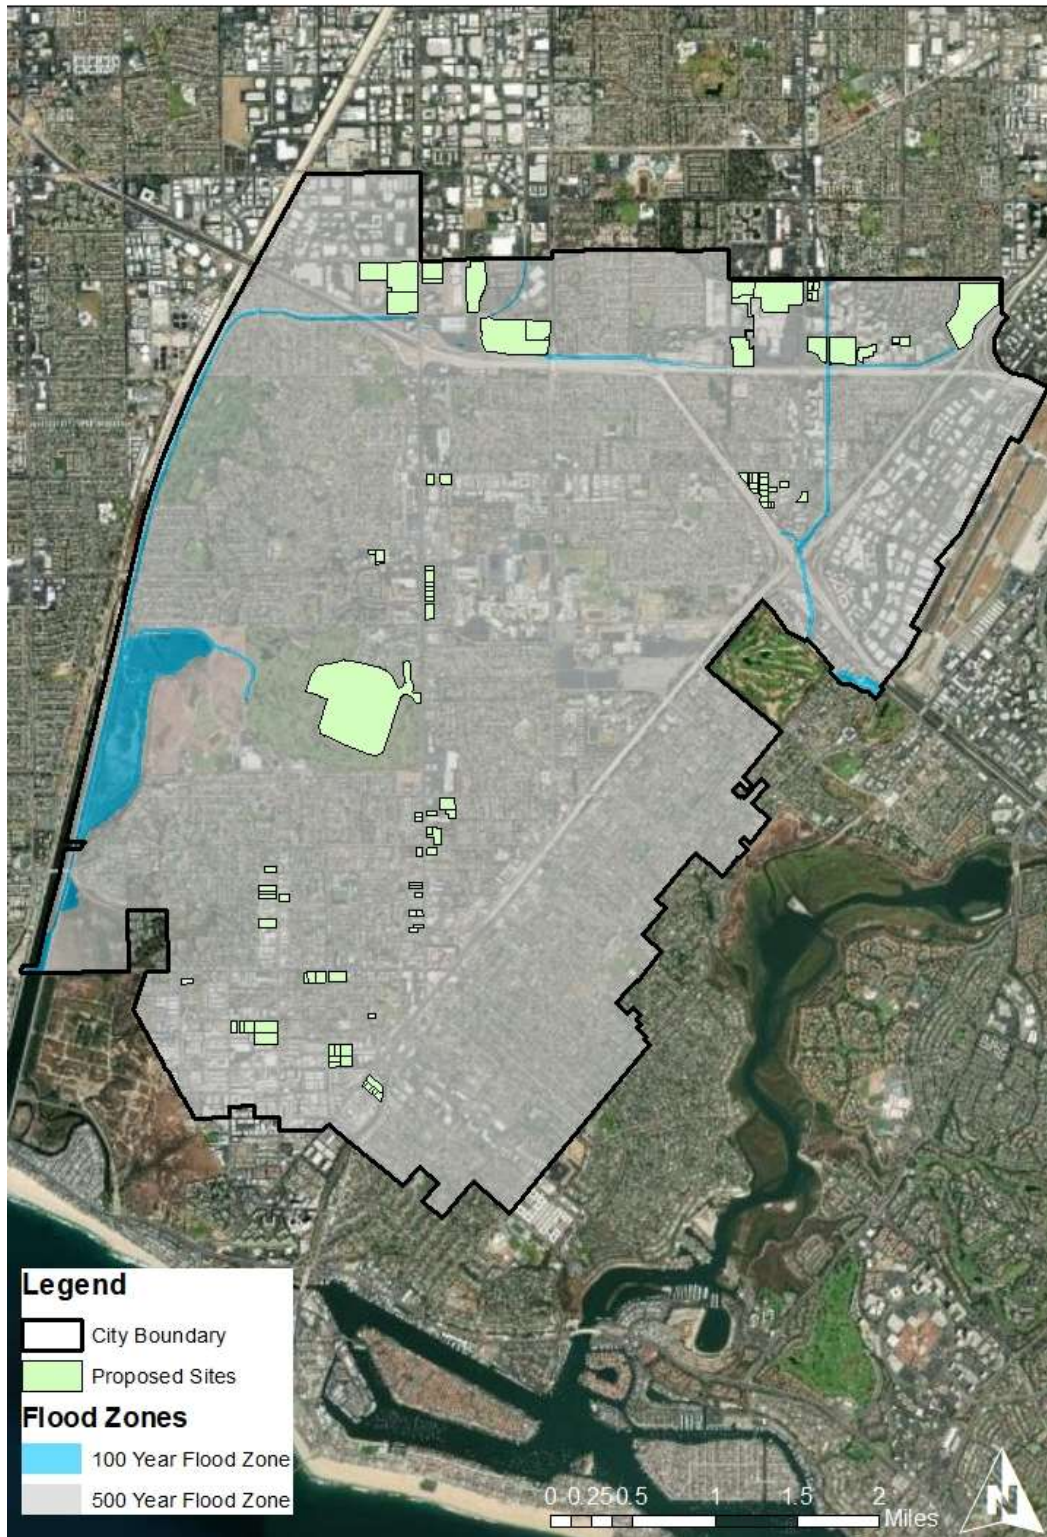 Legend
City Boundary
Proposed Sites
Flood Zones
100 Year Flood Zone
500 Year Flood Zone
0 0.250.5 1 1.5 2
Miles
N